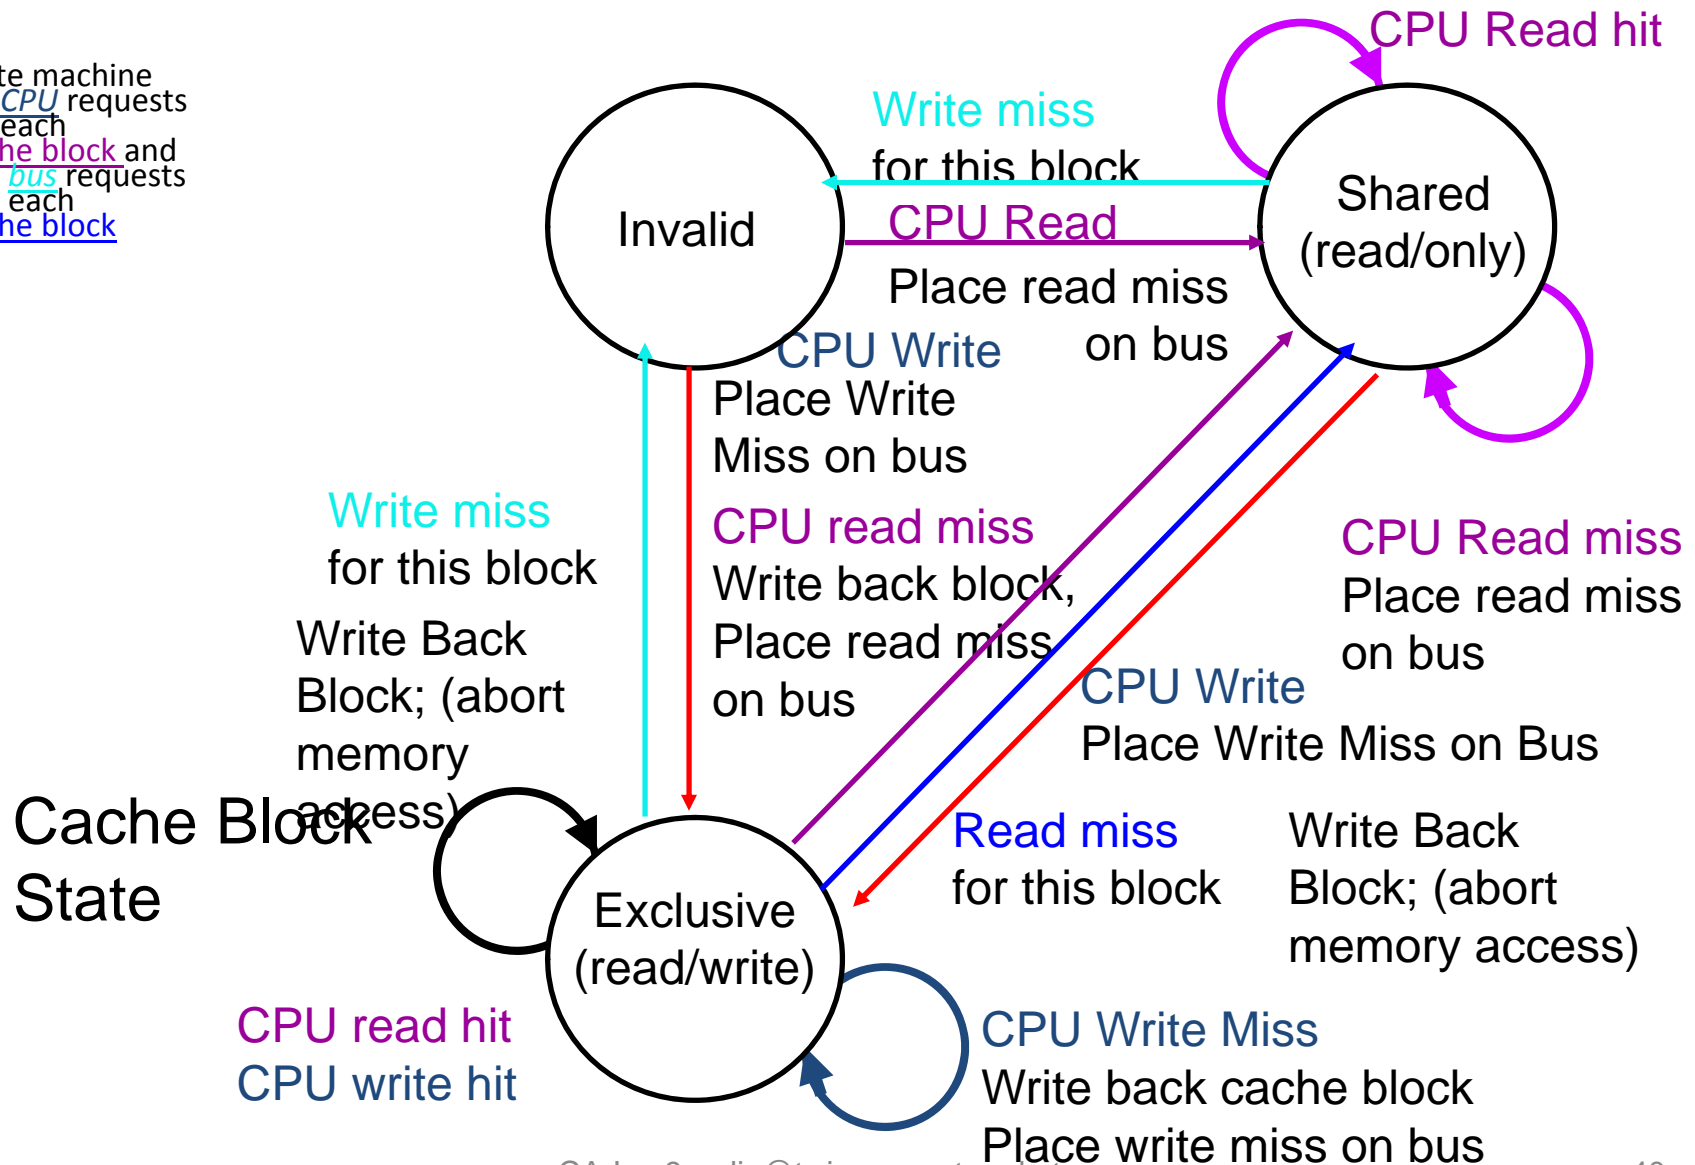 CPU Read hit
te machine
CPU requests
each
he block and
bus requests
each
he block
Write miss
for this block
Invalid
CPU Read
Place read miss
on bus
Shared
(read/only)
CPU Write
Place Write
Miss on bus
Write miss
for this block
Write Back
Block; (abort
memory
access)
CPU read miss
Write back block,
Place read miss
on bus
CPU Read miss
Place read miss
on bus
CPU Write
Place Write Miss on Bus
Cache Block
State
Read miss
for this block
Write Back
Block; (abort
memory access)
Exclusive
(read/write)
CPU read hit
CPU write hit
CPU Write Miss
Write back cache block
Place write miss on bus